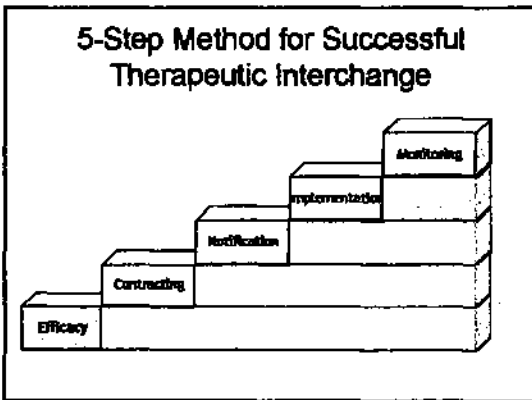 5-Step Method for Successful
Therapeutic Interchange
Monitoring
Implementation
Notification
Contracting
Efficacy